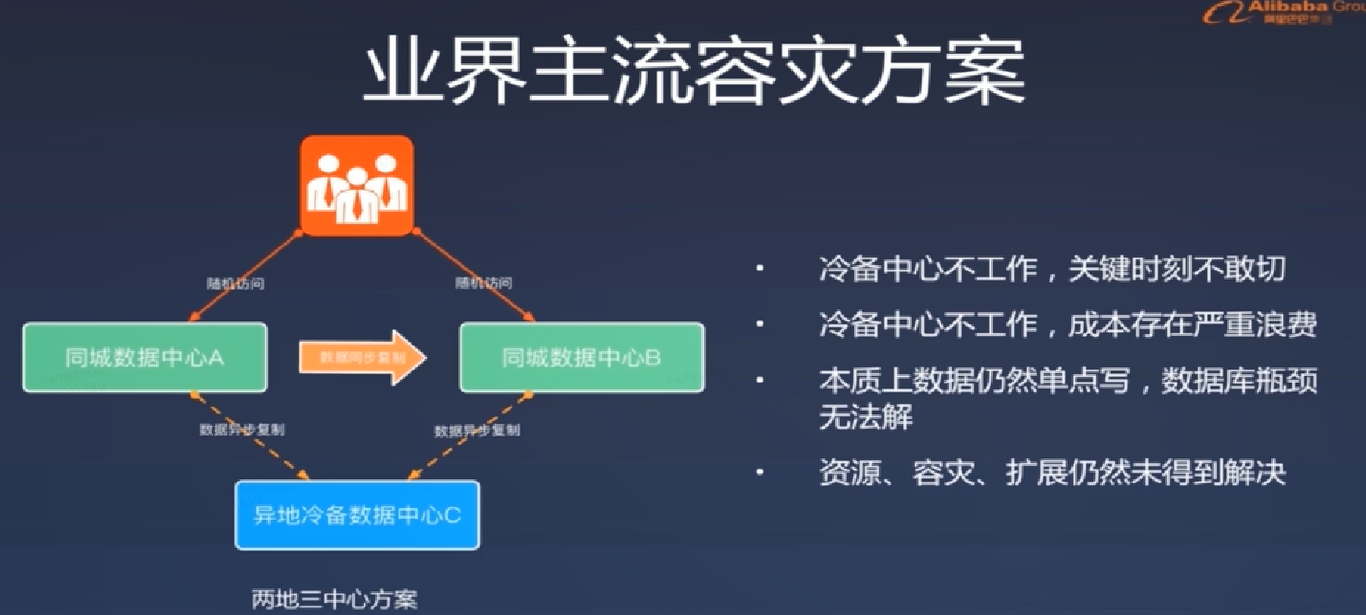 Alibaba Grou
阿里巴巴集团
业界主流容灾方案
随机访问
随机访问
同城数据中心A
数据同步复制
同城数据中心B
数据异步复制
数据异步复制
异地冷备数据中心C
两地三中心方案
• 冷备中心不工作，关键时刻不敢切
• 冷备中心不工作，成本存在严重浪费
• 本质上数据仍然单点写，数据库瓶颈
无法解
• 资源、容灾、扩展仍然未得到解决